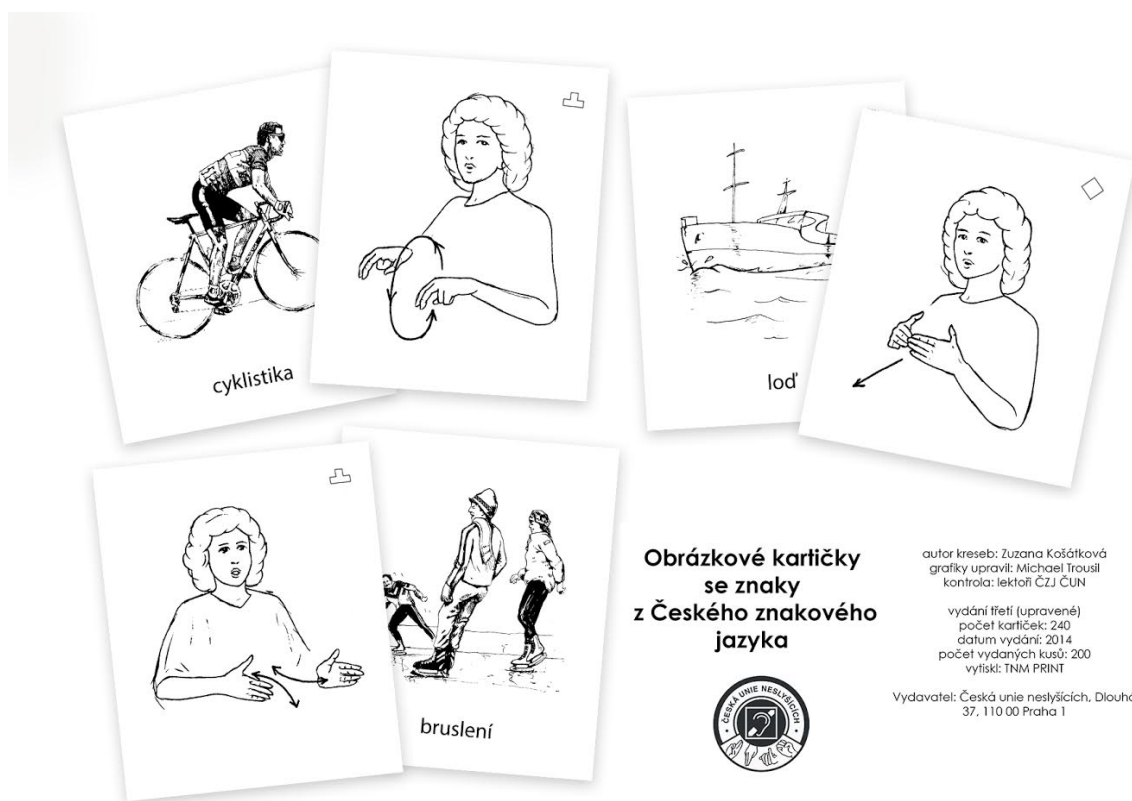 cyklistika
loď
bruslení
Obrázkové kartičky
se znaky
z Českého znakového
jazyka
ČESKÁ UNIE NESLYŠÍCÍCH
autor kreseb: Zuzana Košátková
grafiky upravil: Michael Trousil
kontrola: lektoři ČZJ ČUN
vydání třetí (upravené)
počet kartiček: 240
datum vydání: 2014
počet vydaných kusů: 200
vytiskl: TNM PRINT
Vydavatel: Česká unie neslyšících, Dlouhá
37, 110 00 Praha 1